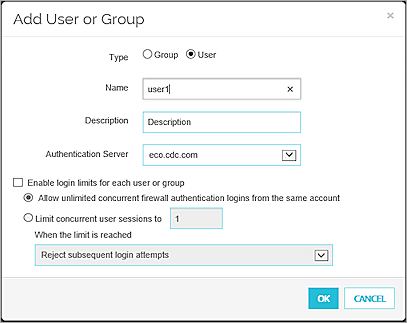 Add User or Group ×
Type Group User
Name user1 ×
Description Description
Authentication Server eco.cdc.com
Enable login limits for each user or group
Allow unlimited concurrent firewall authentication logins from the same account
Limit concurrent user sessions to 1
When the limit is reached
Reject subsequent login attempts
OK CANCEL